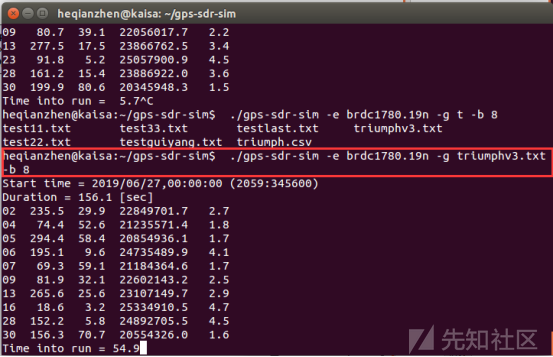 heqianzhen@kaisa: ~/gps-sdr-sim
09 80.7 39.1 22056017.7 2.2
13 277.5 17.5 23866762.5 3.4
23 91.8 5.2 25057900.9 4.5
28 161.2 15.4 23886922.0 3.6
30 199.9 80.6 20345948.3 1.5
Time into run = 5.7^C
heqianzhen@kaisa:~/gps-sdr-sim$ ./gps-sdr-sim -e brdc1780.19n -g t -b 8
test11.txt test33.txt testlast.txt triumphv3.txt
test22.txt testguiyang.txt triumph.csv
heqianzhen@kaisa:~/gps-sdr-sim$ ./gps-sdr-sim -e brdc1780.19n -g triumphv3.txt
-b 8
Start time = 2019/06/27,00:00:00 (2059:345600)
Duration = 156.1 [sec]
02 235.5 29.9 22849701.7 2.7
04 74.4 52.6 21235571.4 1.8
05 294.4 58.4 20854936.1 1.7
06 195.1 9.6 24735489.9 4.1
07 69.3 59.1 21184364.6 1.7
09 81.9 32.1 22602143.2 2.5
13 265.6 25.6 23107149.7 2.9
16 18.6 3.2 25334910.5 4.7
28 152.2 5.8 24892705.5 4.5
30 156.3 70.7 20554326.0 1.6
Time into run = 54.9
先知社区